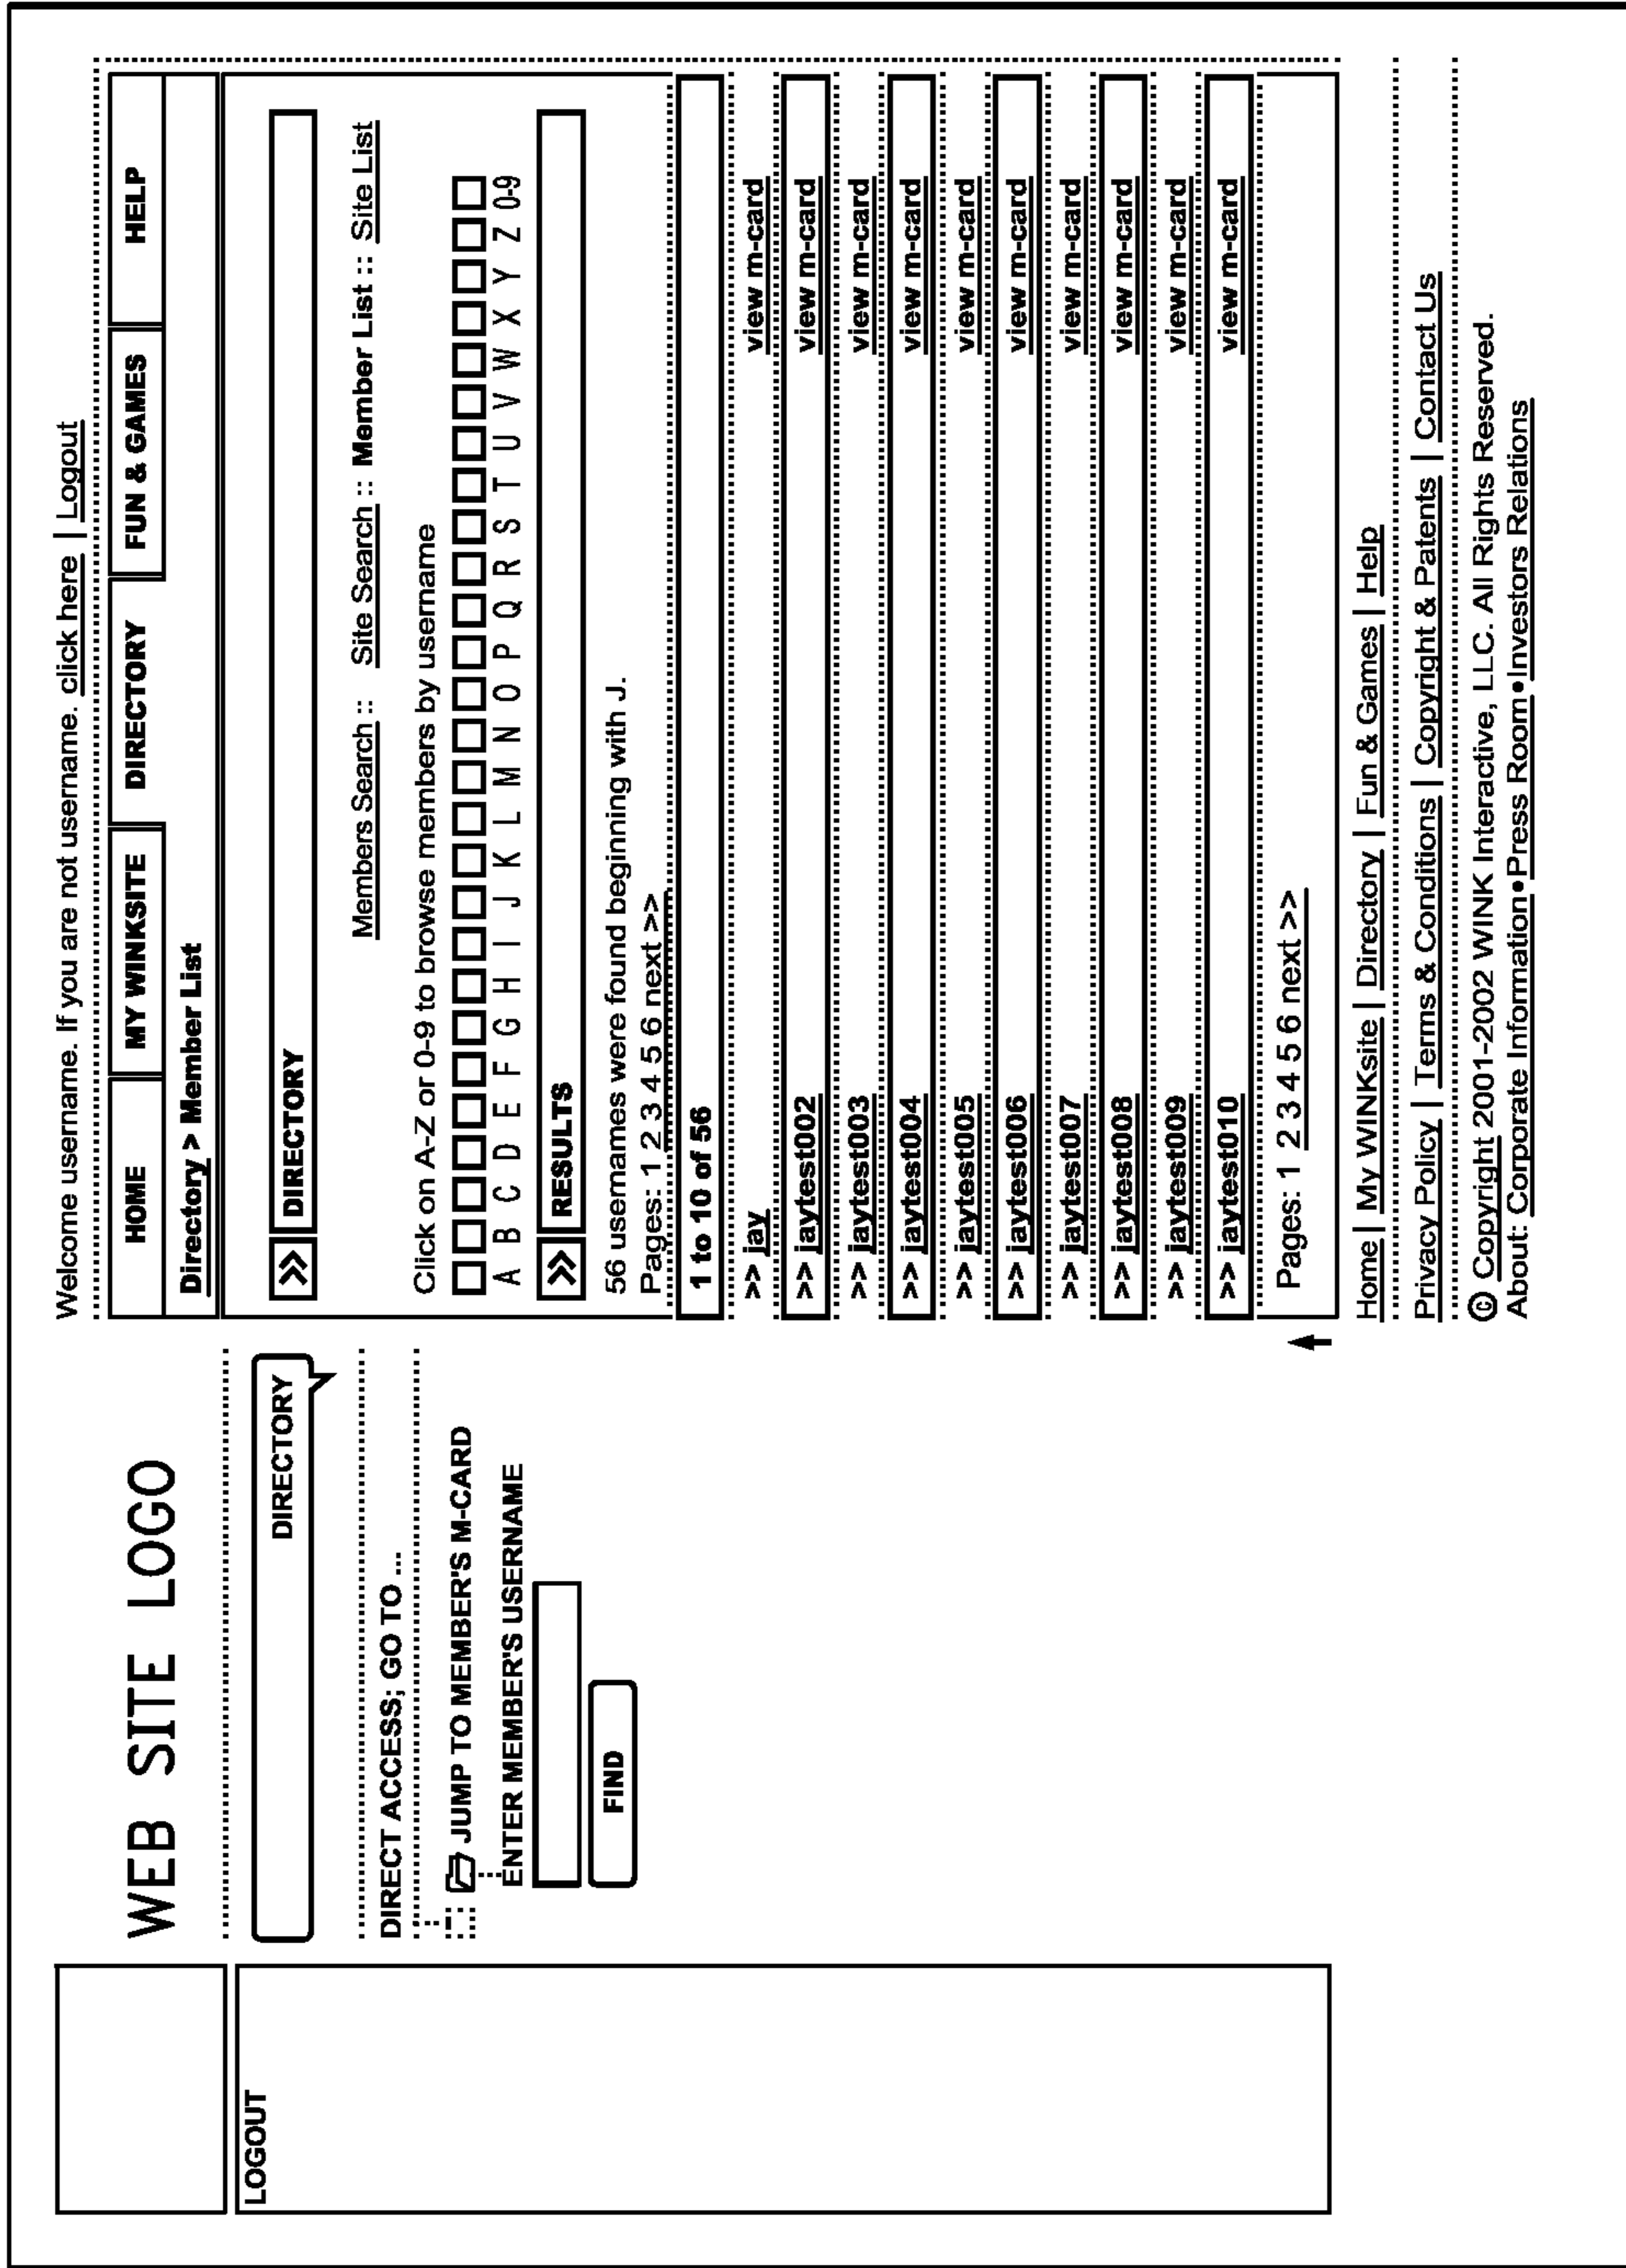 LOGOUT
WEB SITE LOGO
DIRECTORY
DIRECT ACCESS; GO TO ...
JUMP TO MEMBER'S M-CARD
ENTER MEMBER'S USERNAME
FIND
Welcome username. If you are not username. click here | Logout
HOME MY WINKSITE DIRECTORY FUN & GAMES HELP
Directory > Member List
>> DIRECTORY
Members Search :: Site Search :: Member List :: Site List
Click on A-Z or 0-9 to browse members by username
A B C D E F G H I J K L M N O P Q R S T U V W X Y Z 0-9
>> RESULTS
56 usernames were found beginning with J.
Pages: 1 2 3 4 5 6 next >>
1 to 10 of 56
>> jay view m-card
>> jaytest002 view m-card
>> jaytest003 view m-card
>> jaytest004 view m-card
>> jaytest005 view m-card
>> jaytest006 view m-card
>> jaytest007 view m-card
>> jaytest008 view m-card
>> jaytest009 view m-card
>> jaytest010 view m-card
Pages: 1 2 3 4 5 6 next >>
Home | My WINKsite | Directory | Fun & Games | Help
Privacy Policy | Terms & Conditions | Copyright & Patents | Contact Us
© Copyright 2001-2002 WINK Interactive, LLC. All Rights Reserved.
About: Corporate Information•Press Room•Investors Relations